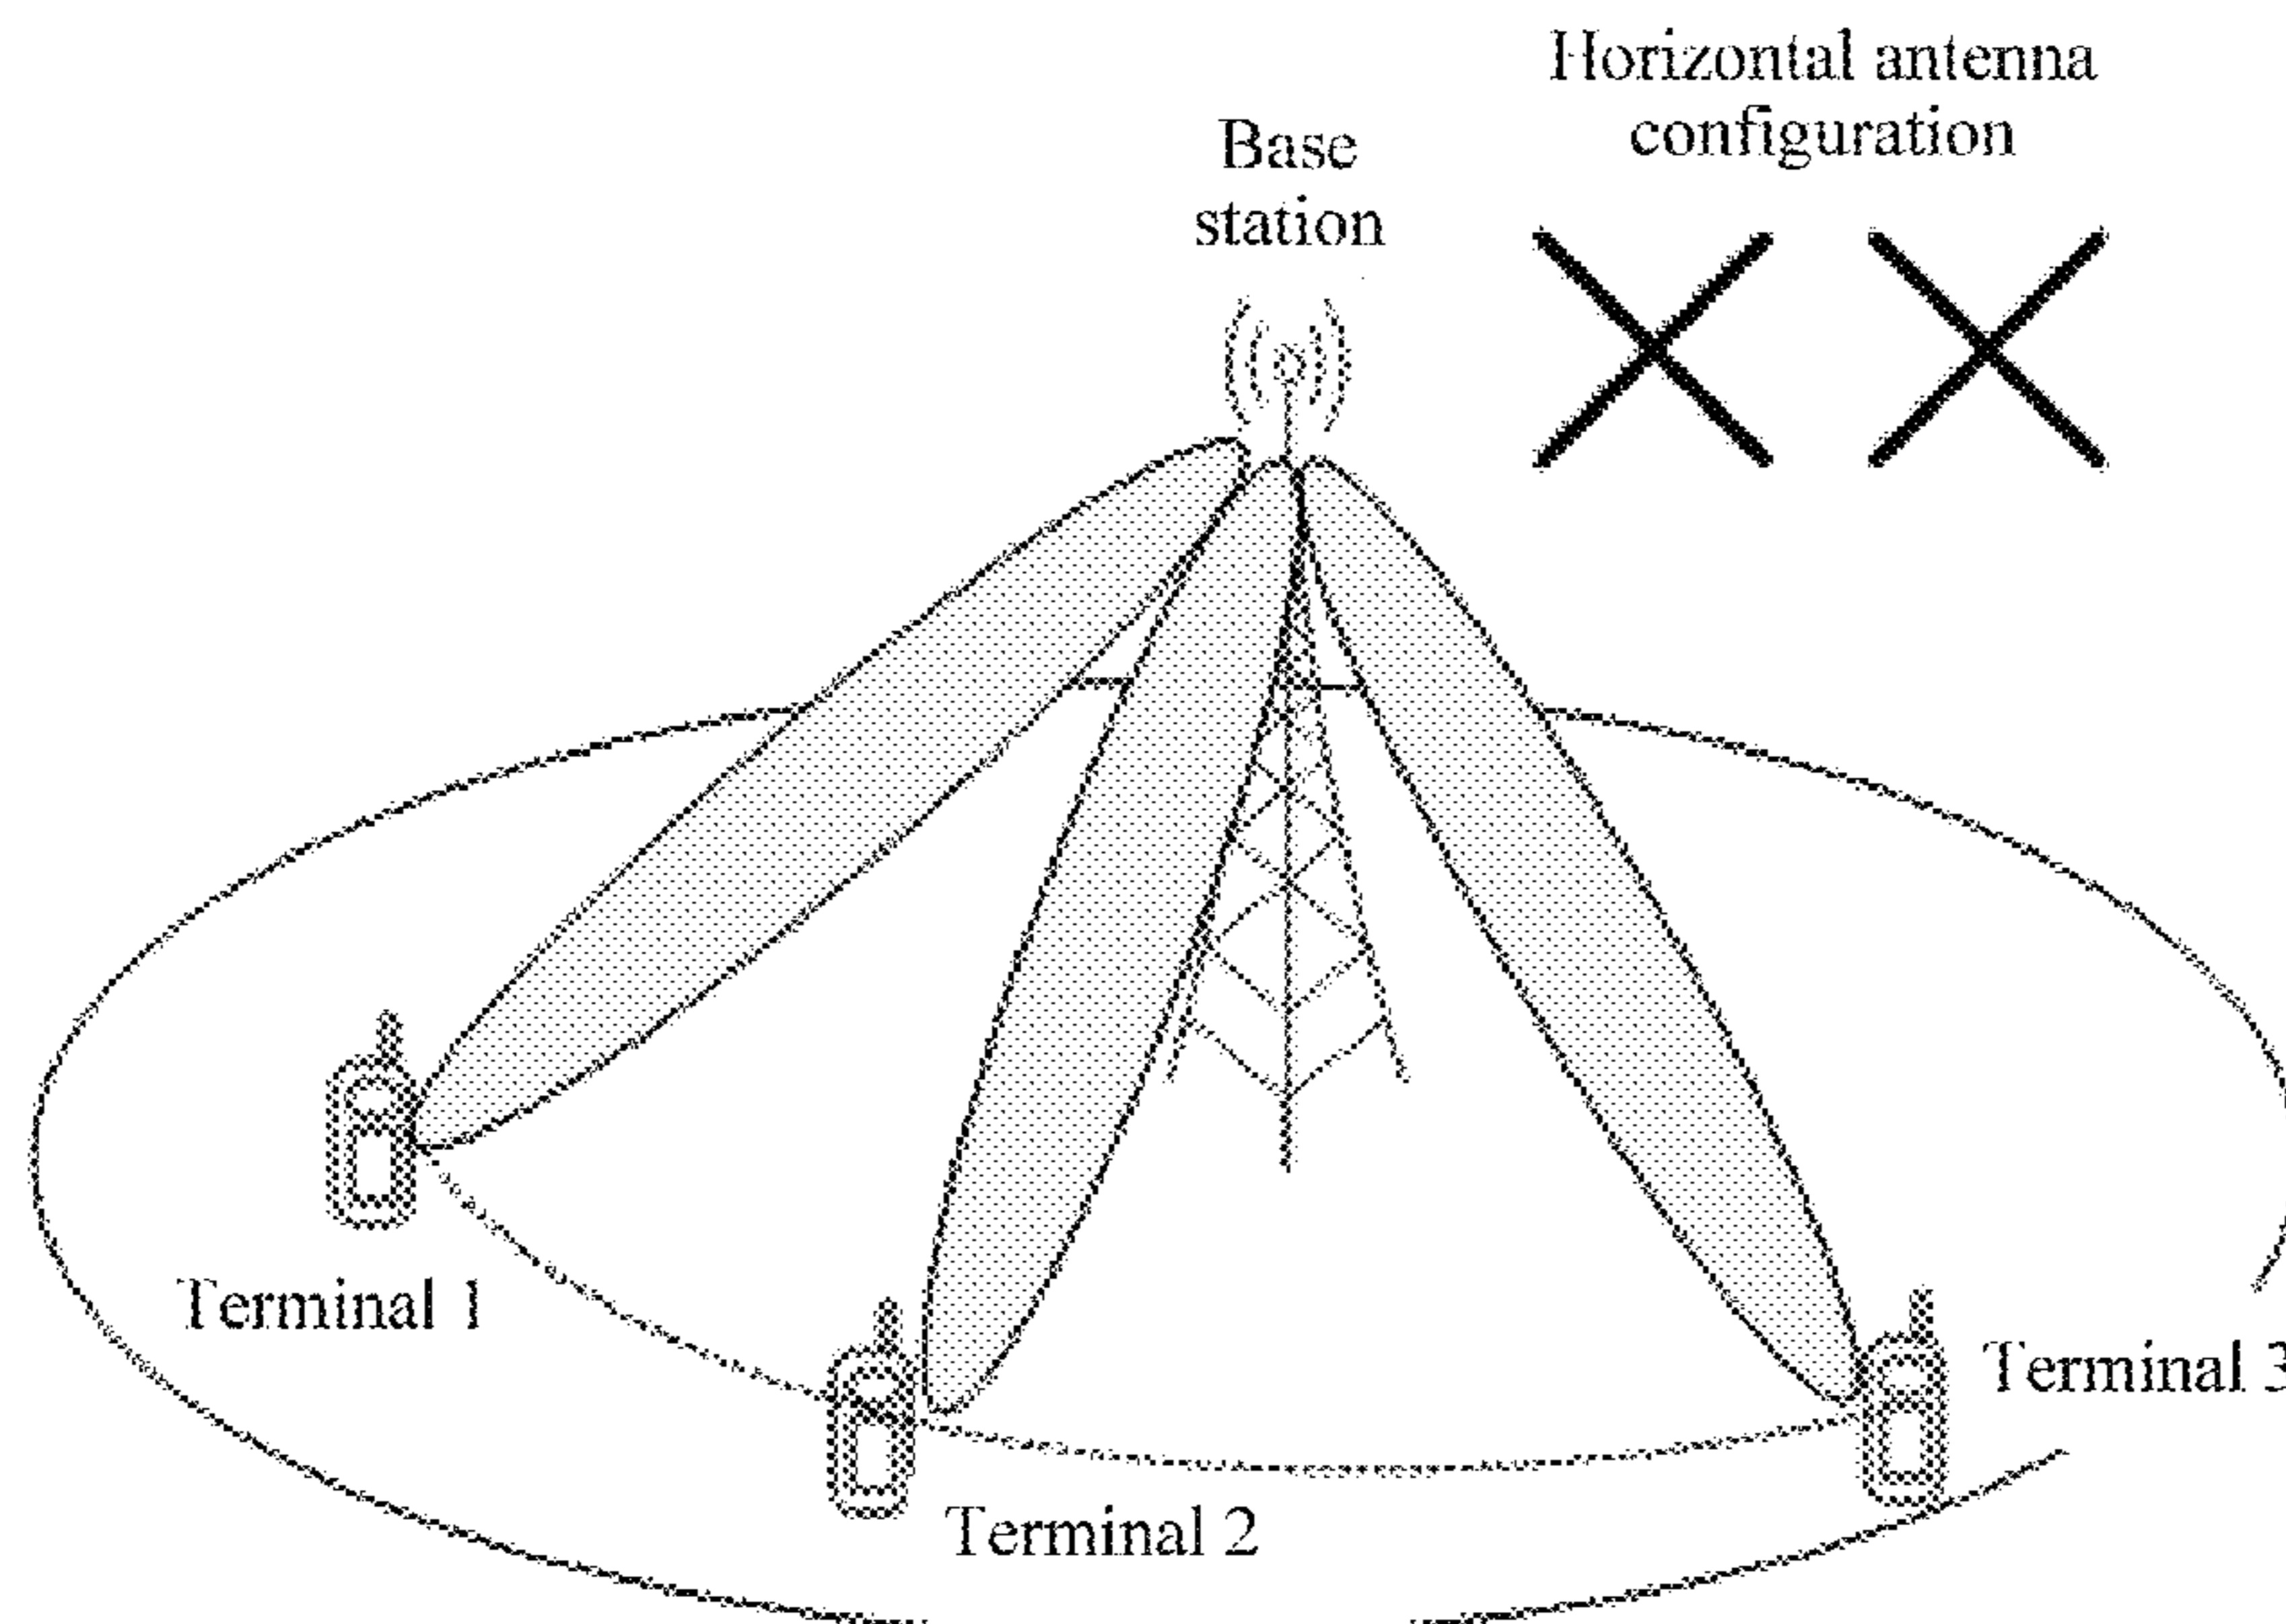 Horizontal antenna
configuration
Base
station
Terminal 1
Terminal 3
Terminal 2